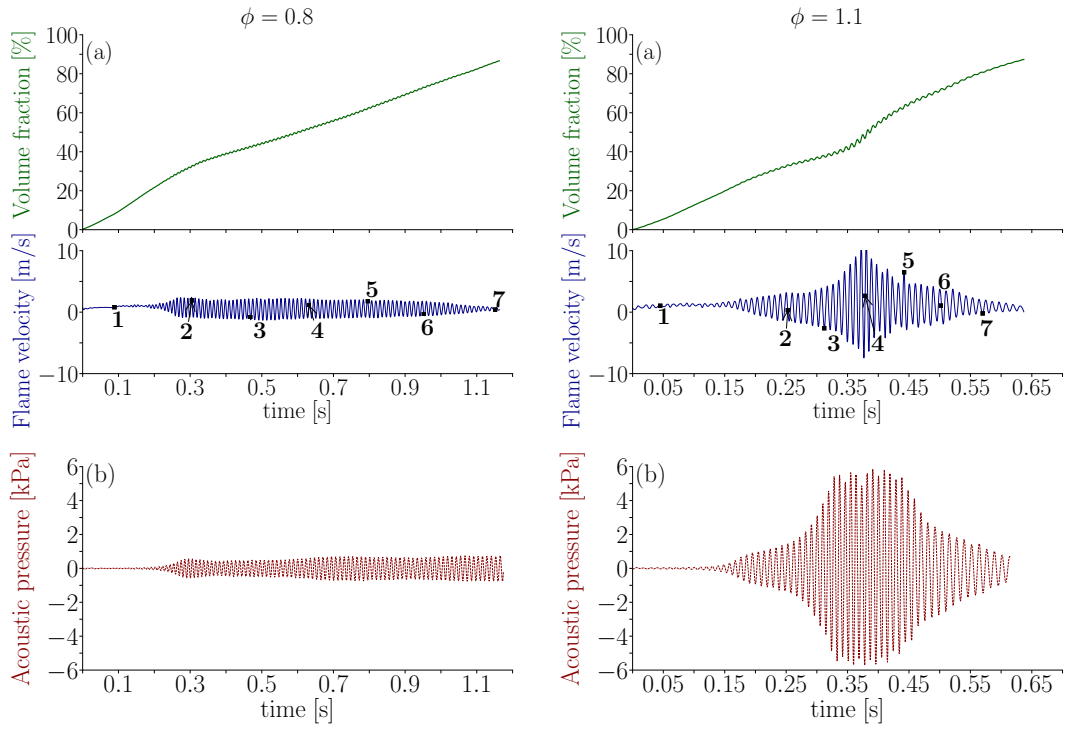 ϕ = 0.8
Volume fraction [%]
(a)
100
80
60
40
20
0
Flame velocity [m/s]
10
0
−10
1
2
3
4
5
6
7
0.1 0.3 0.5 0.7 0.9 1.1
time [s]
Acoustic pressure [kPa]
(b)
6
4
2
0
−2
−4
−6
0.1 0.3 0.5 0.7 0.9 1.1
time [s]
ϕ = 1.1
Volume fraction [%]
(a)
100
80
60
40
20
0
Flame velocity [m/s]
10
0
−10
1
2
3
4
5
6
7
0.05 0.15 0.25 0.35 0.45 0.55 0.65
time [s]
Acoustic pressure [kPa]
(b)
6
4
2
0
−2
−4
−6
0.05 0.15 0.25 0.35 0.45 0.55 0.65
time [s]